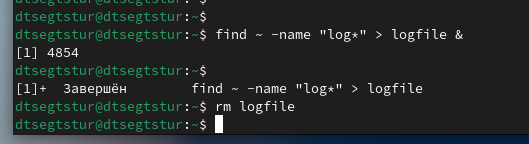 dtsegtstur@dtsegtstur:~$
dtsegtstur@dtsegtstur:~$ find ~ -name "log*" > logfile &
[1] 4854
dtsegtstur@dtsegtstur:~$
[1]+  Завершён        find ~ -name "log*" > logfile
dtsegtstur@dtsegtstur:~$ rm logfile
dtsegtstur@dtsegtstur:~$